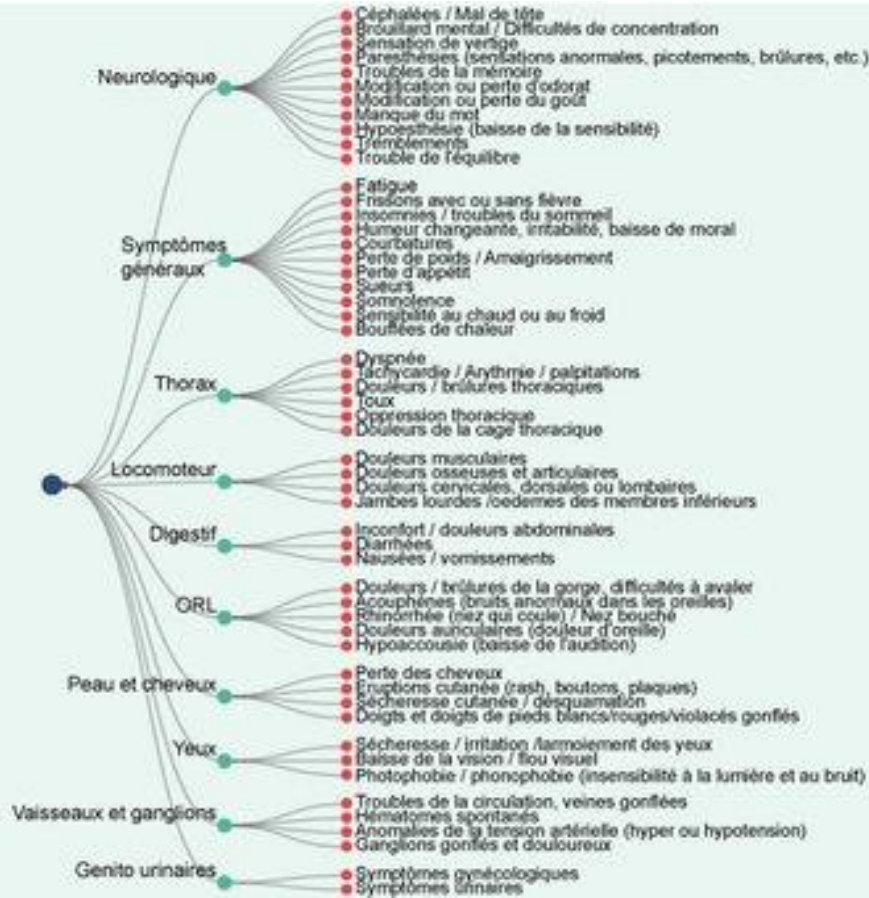 Neurologique
Céphalées / Mal de tête
Brouillard mental / Difficultés de concentration
Sensation de vertige
Paresthésies (sensations anormales, picotements, brûlures, etc.)
Troubles de la mémoire
Modification ou perte d'odorat
Modification ou perte du goût
Manque du mot
Hypoesthésie (baisse de la sensibilité)
Tremblements
Trouble de l'équilibre
Symptômes
généraux
Fatigue
Frissons avec ou sans fièvre
Insomnies / troubles du sommeil
Humeur changeante, irritabilité, baisse de moral
Courbatures
Perte de poids / Amaigrissement
Perte d'appétit
Sueurs
Somnolence
Sensibilité au chaud ou au froid
Bouffées de chaleur
Thorax
Dyspnée
Tachycardie / Arythmie / palpitations
Douleurs / brûlures thoraciques
Toux
Oppression thoracique
Douleurs de la cage thoracique
Locomoteur
Douleurs musculaires
Douleurs osseuses et articulaires
Douleurs cervicales, dorsales ou lombaires
Jambes lourdes /oedemes des membres inférieurs
Digestif
Inconfort / douleurs abdominales
Diarrhées
Nausées / vomissements
ORL
Douleurs / brûlures de la gorge, difficultés à avaler
Acouphènes (bruits anormaux dans les oreilles)
Rhinorrhée (nez qui coule) / Nez bouché
Douleurs auriculaires (douleur d'oreille)
Hypoaccousie (baisse de l'audition)
Peau et cheveux
Perte des cheveux
Eruptions cutanée (rash, boutons, plaques)
Sécheresse cutanée / désquamation
Doigts et doigts de pieds blancs/rouges/violacés gonflés
Yeux
Sécheresse / irritation /larmoiement des yeux
Baisse de la vision / flou visuel
Photophobie / phonophobie (insensibilité à la lumière et au bruit)
Vaisseaux et ganglions
Troubles de la circulation, veines gonflées
Hématomes spontanés
Anomalies de la tension artérielle (hyper ou hypotension)
Ganglions gonflés et douloureux
Genito urinaires
Symptômes gynécologiques
Symptômes urinaires